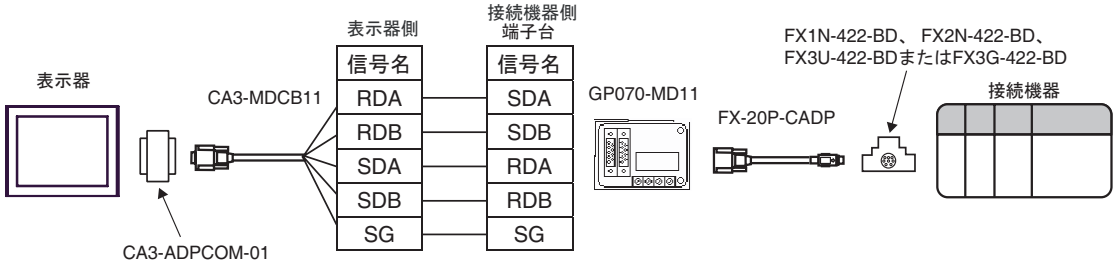 表示器
CA3-ADPCOM-01
CA3-MDCB11
表示器側
信号名
RDA
RDB
SDA
SDB
SG
接続機器側
端子台
信号名
SDA
SDB
RDA
RDB
SG
GP070-MD11
FX-20P-CADP
FX1N-422-BD、 FX2N-422-BD、
FX3U-422-BDまたはFX3G-422-BD
接続機器